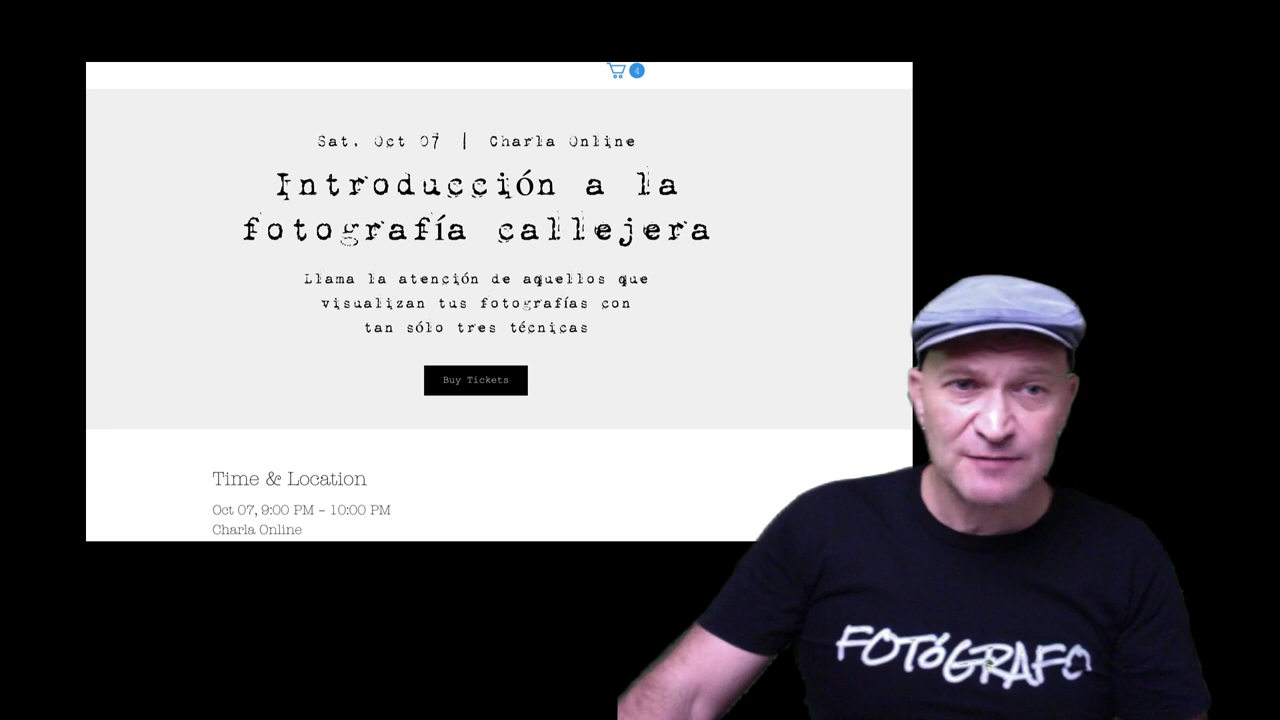 4
Sat. Oct 07 | Charla Online
Introducción a la
fotografía callejera
Llama la atención de aquellos que
visualizan tus fotografías con
tan sólo tres técnicas
Buy Tickets
Time & Location
Oct 07, 9:00 PM – 10:00 PM
Charla Online
FOTÓGRAFO